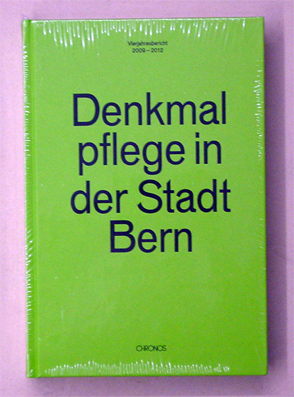 Vierjahresbericht
2009 – 2012
Denkmal
pflege in
der Stadt
Bern
CHRONOS